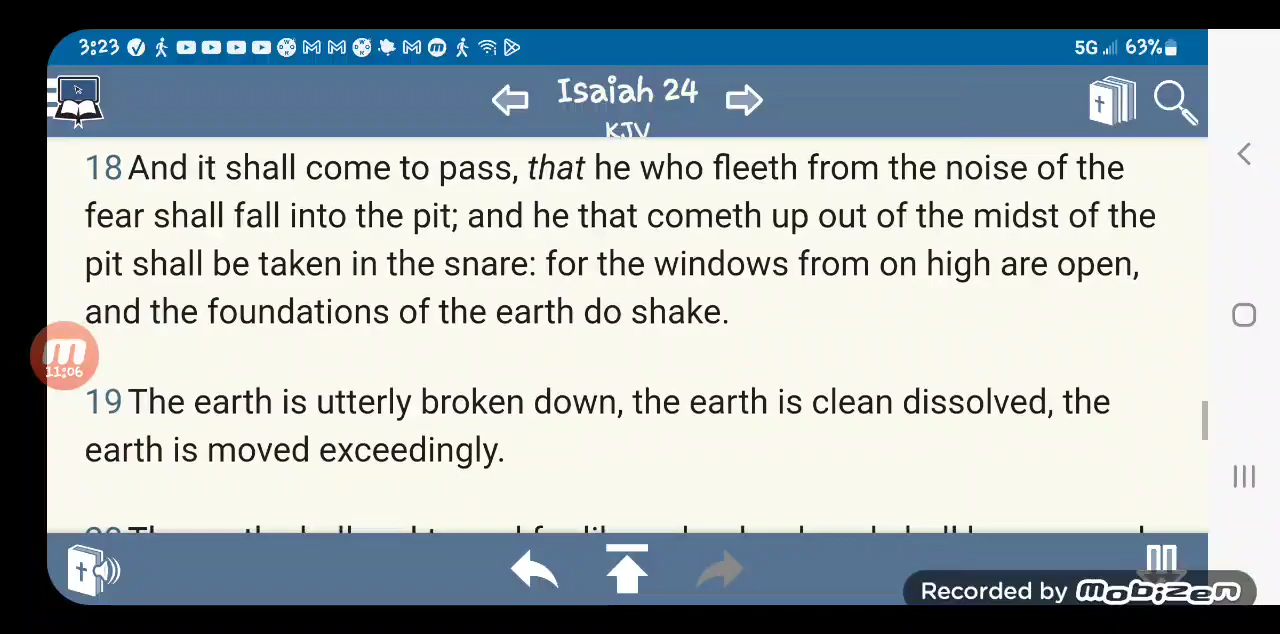 3:23 5G 63%
Isaiah 24
KJV
18 And it shall come to pass, that he who fleeth from the noise of the
fear shall fall into the pit; and he that cometh up out of the midst of the
pit shall be taken in the snare: for the windows from on high are open,
and the foundations of the earth do shake.
11:06
19 The earth is utterly broken down, the earth is clean dissolved, the
earth is moved exceedingly.
Recorded by Mobizen